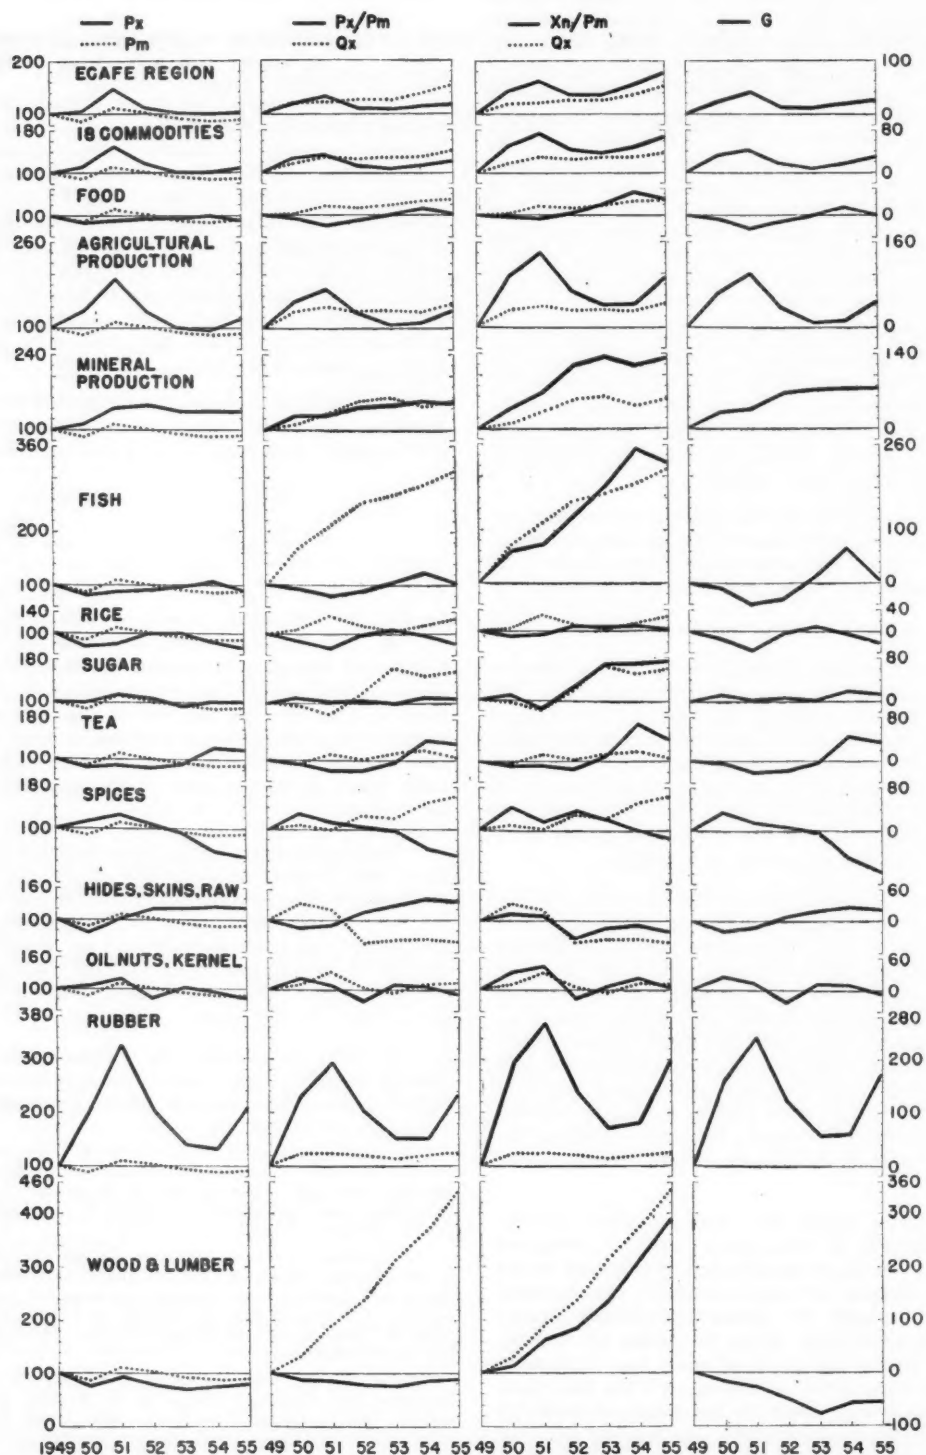 Px Px/Pm Xn/Pm G
Pm Qx Qx
200 ECAFE REGION 100
100 0
180 18 COMMODITIES 80
100 0
FOOD
100 0
260 AGRICULTURAL PRODUCTION 160
100 0
240 MINERAL PRODUCTION 140
100 0
360 260
FISH
200 100
100 0
140 RICE 40
100 0
180 SUGAR 80
100 0
180 TEA 80
100 0
180 SPICES 80
100 0
160 HIDES, SKINS, RAW 60
100 0
160 OIL NUTS, KERNEL 60
100 0
380 RUBBER 280
300 200
200 100
100 0
460 360
400 300
300 WOOD & LUMBER 200
200 100
100 0
0 -100
1949 50 51 52 53 54 55 49 50 51 52 53 54 55 49 50 51 52 53 54 55 49 50 51 52 53 54 55